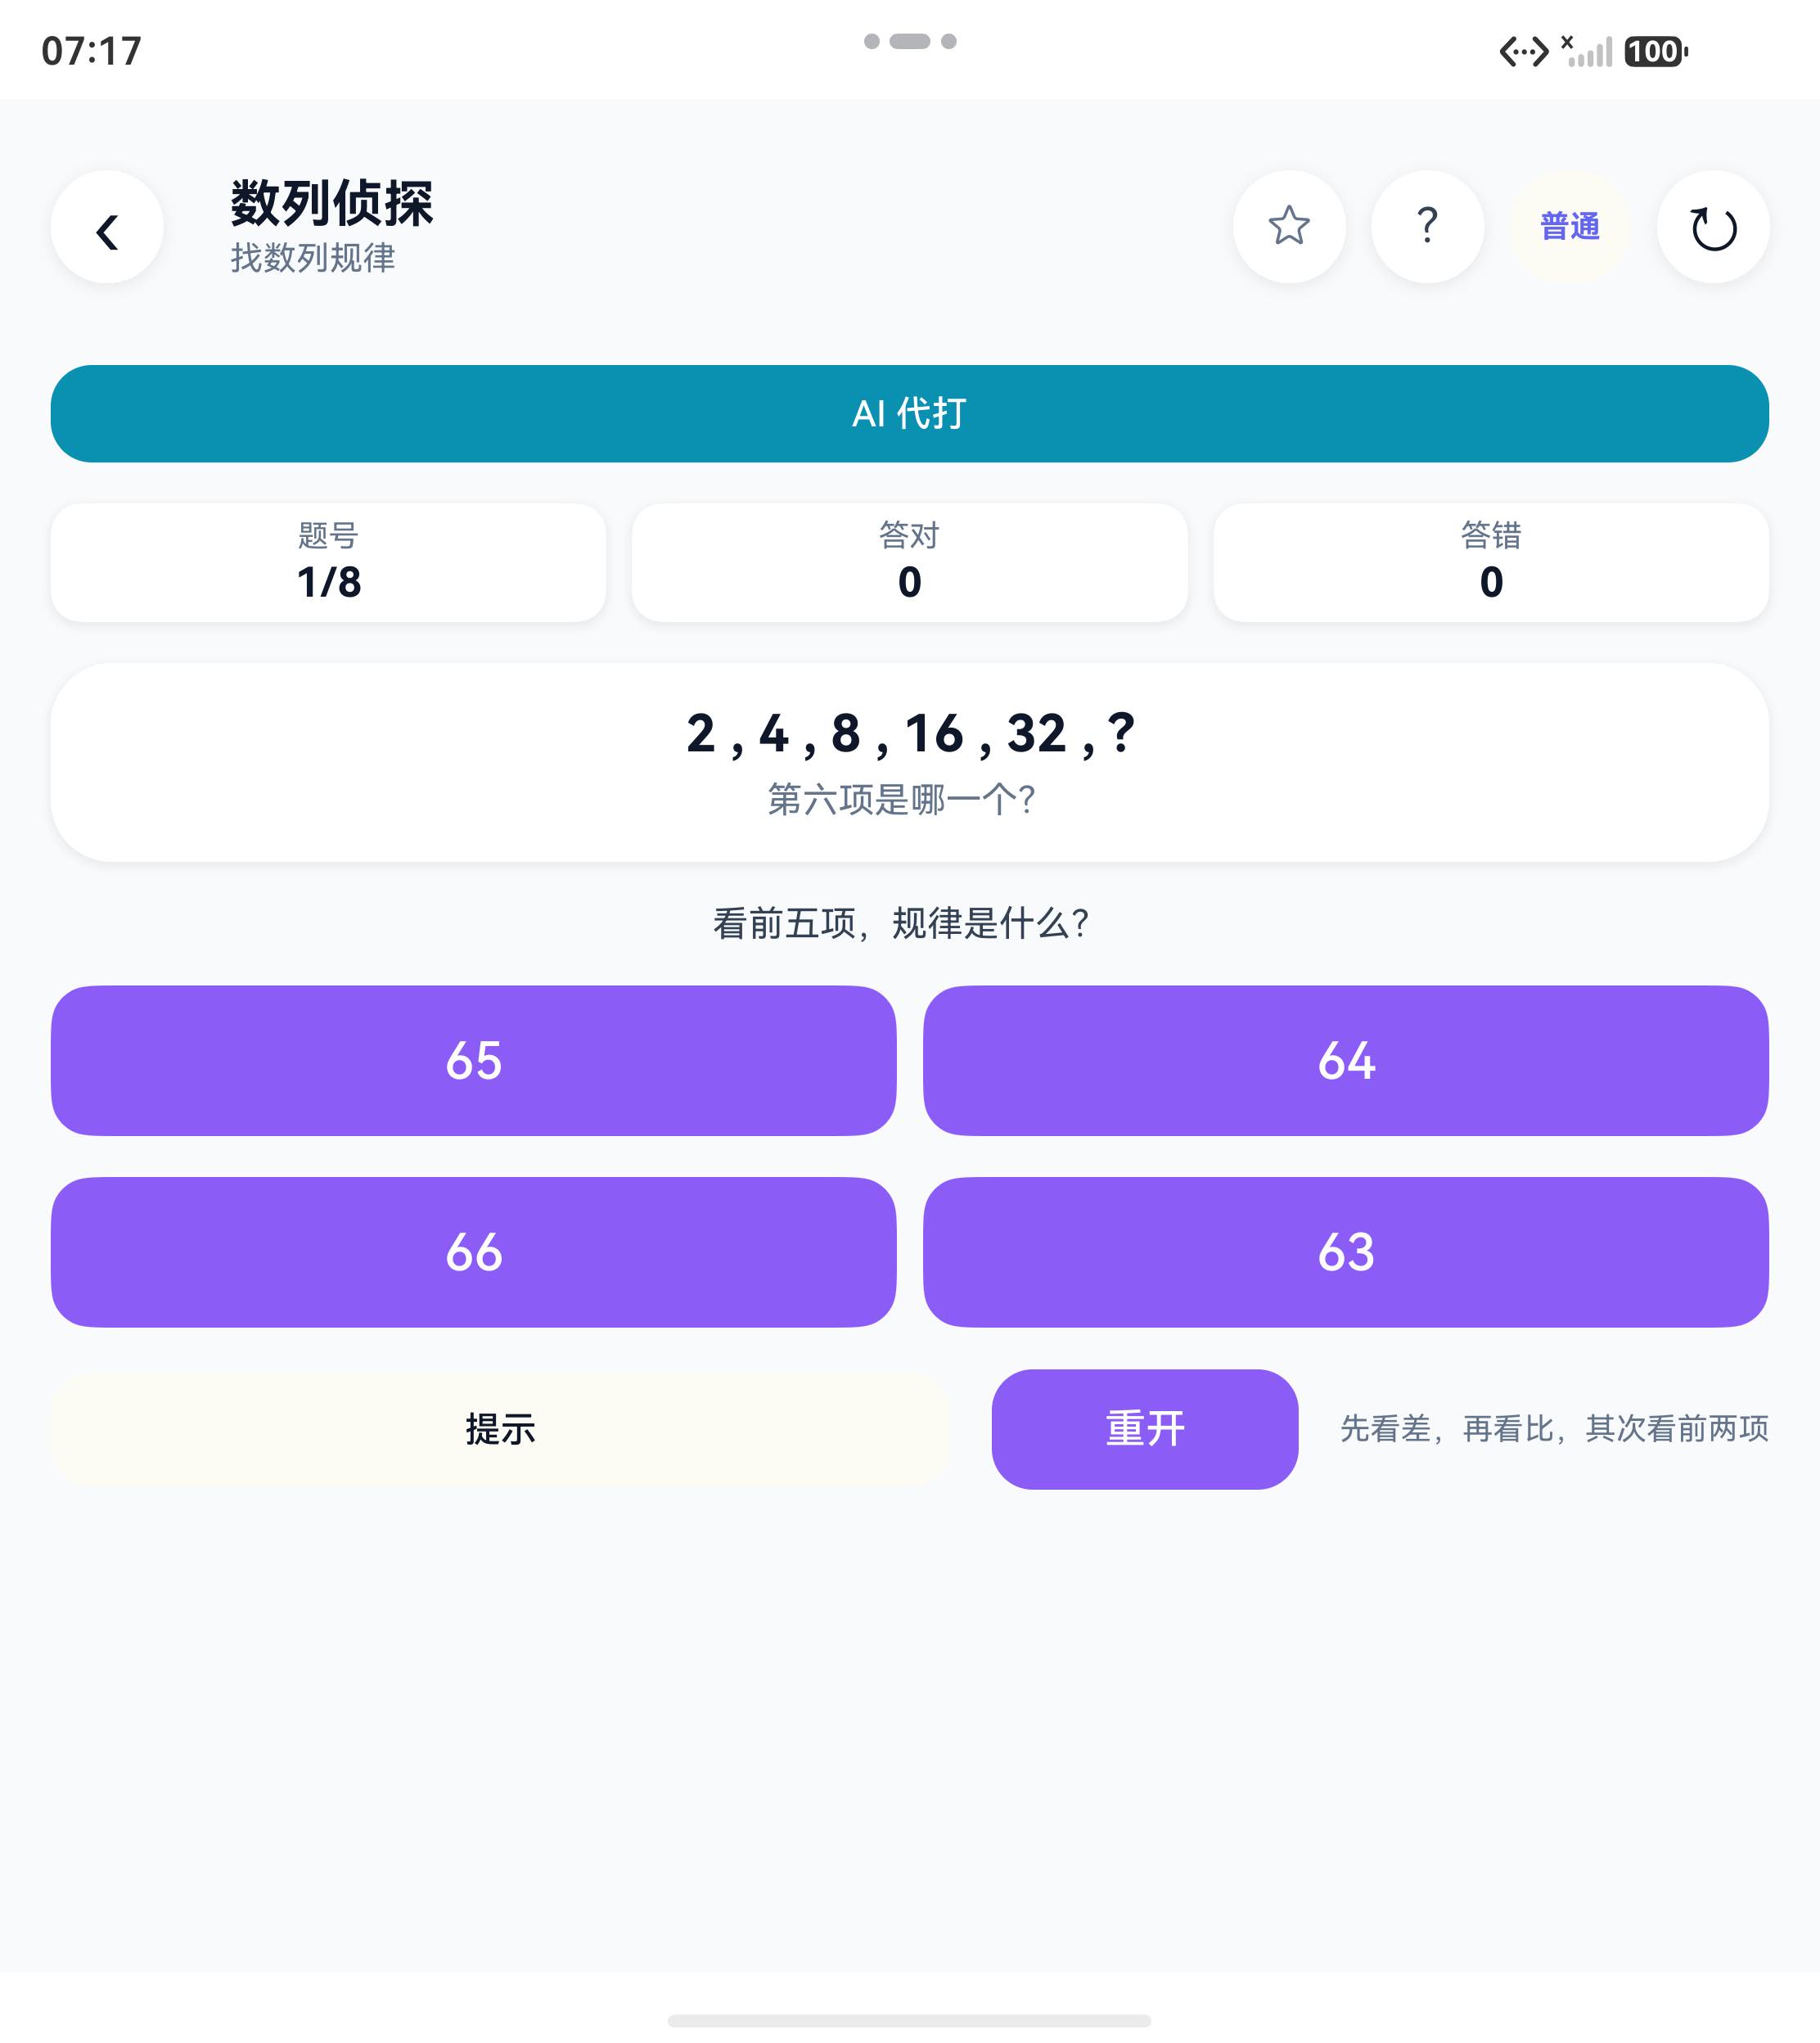 07:17
100
数列侦探
找数列规律
?
普通
AI 代打
题号
1/8
答对
0
答错
0
2 , 4 , 8 , 16 , 32 , ?
第六项是哪一个?
看前五项，规律是什么?
65
64
66
63
提示
重开
先看差，再看比，其次看前两项